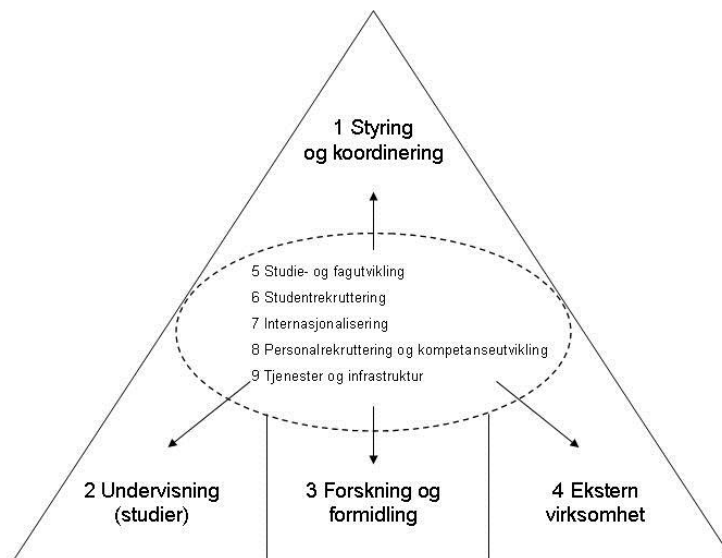 1 Styring
og koordinering
5 Studie- og fagutvikling
6 Studentrekruttering
7 Internasjonalisering
8 Personalrekruttering og kompetanseutvikling
9 Tjenester og infrastruktur
2 Undervisning
(studier)
3 Forskning og
formidling
4 Ekstern
virksomhet